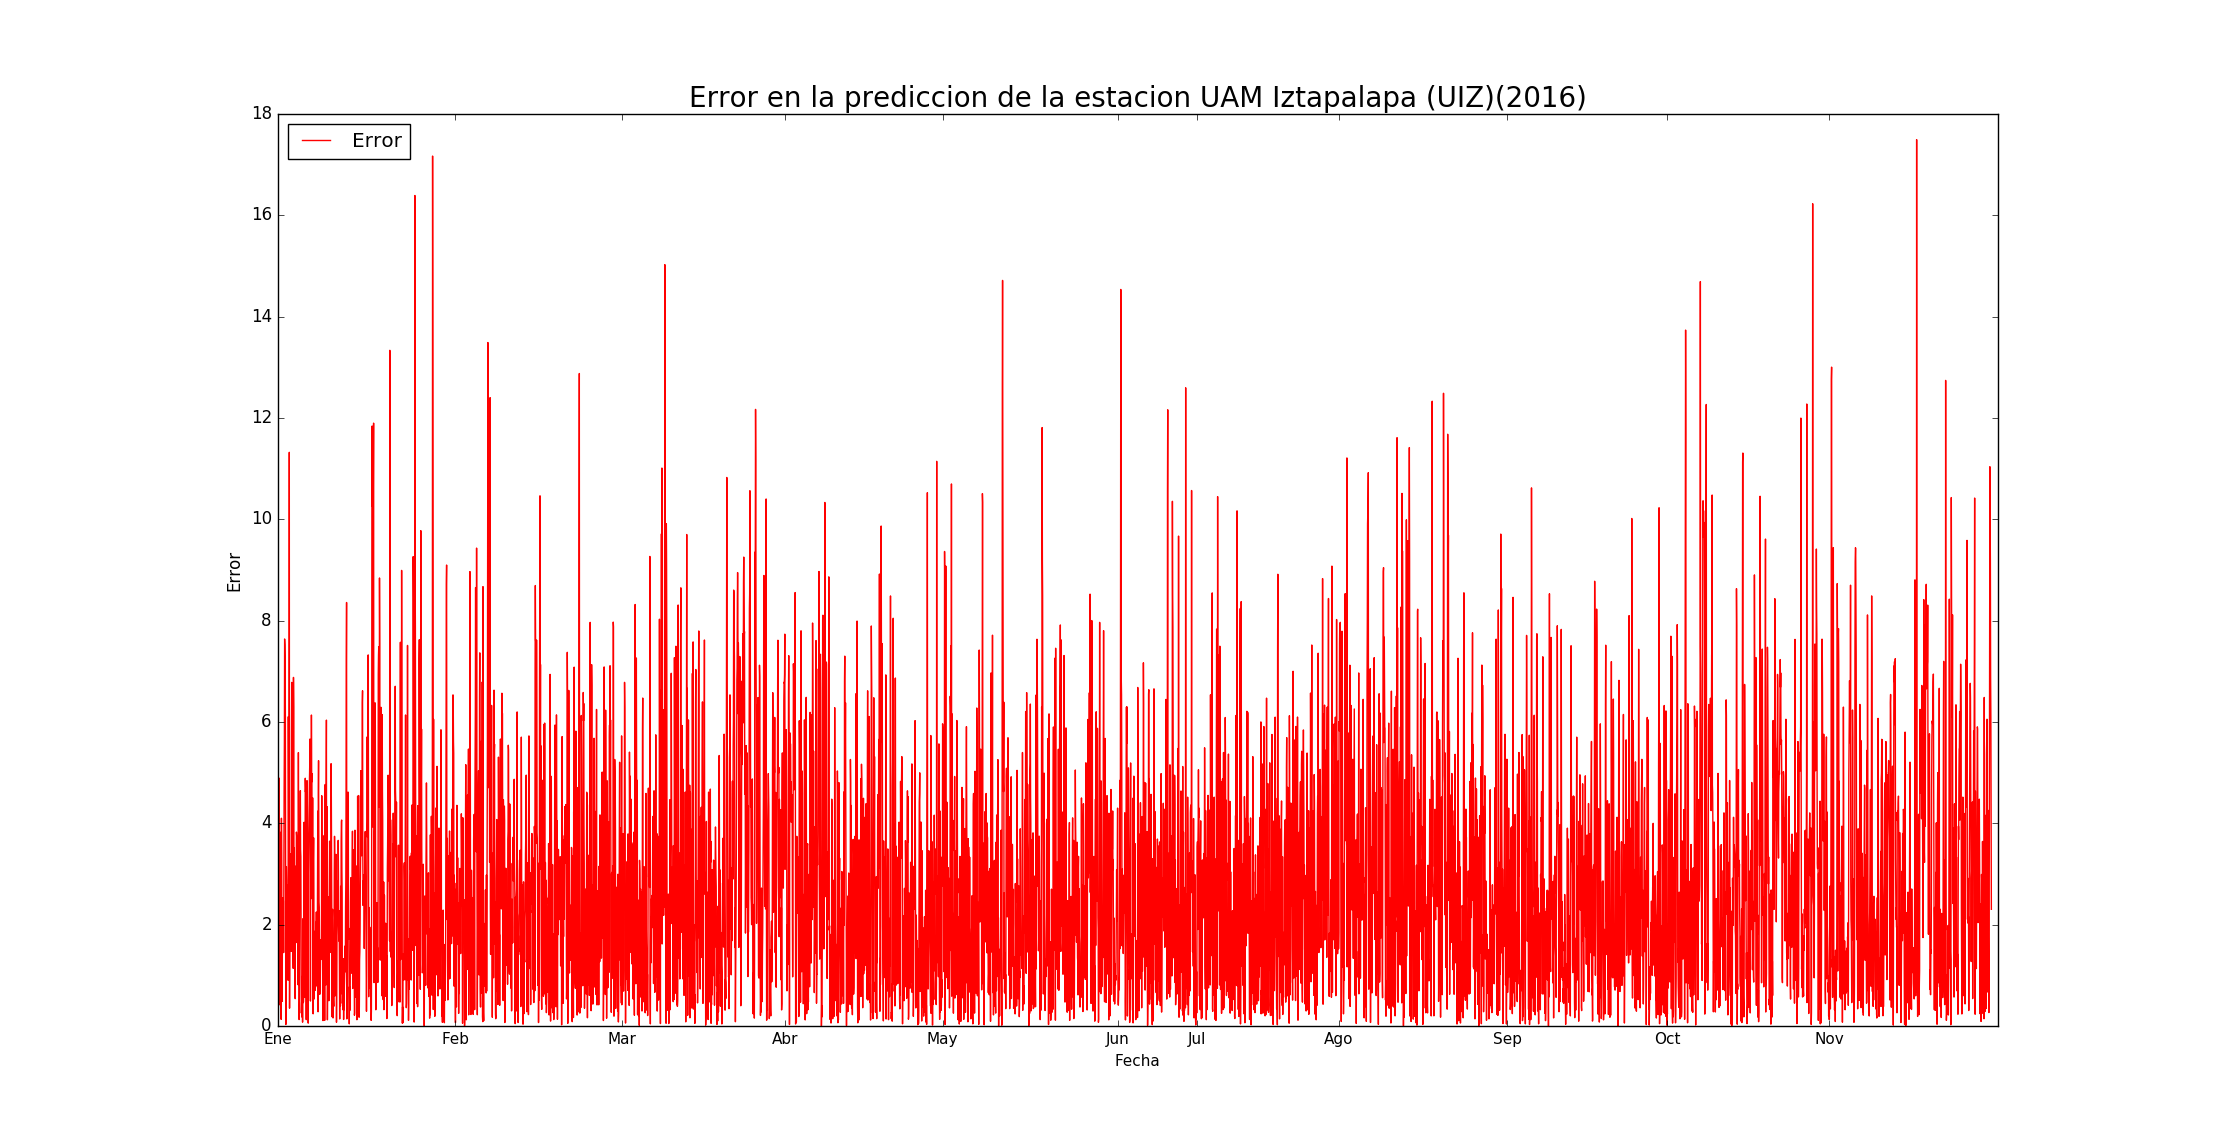 Error en la prediccion de la estacion UAM Iztapalapa (UIZ)(2016)
Error
18
16
14
12
10
8
6
4
2
0
Error
Ene Feb Mar Abr May Jun Jul Ago Sep Oct Nov
Fecha